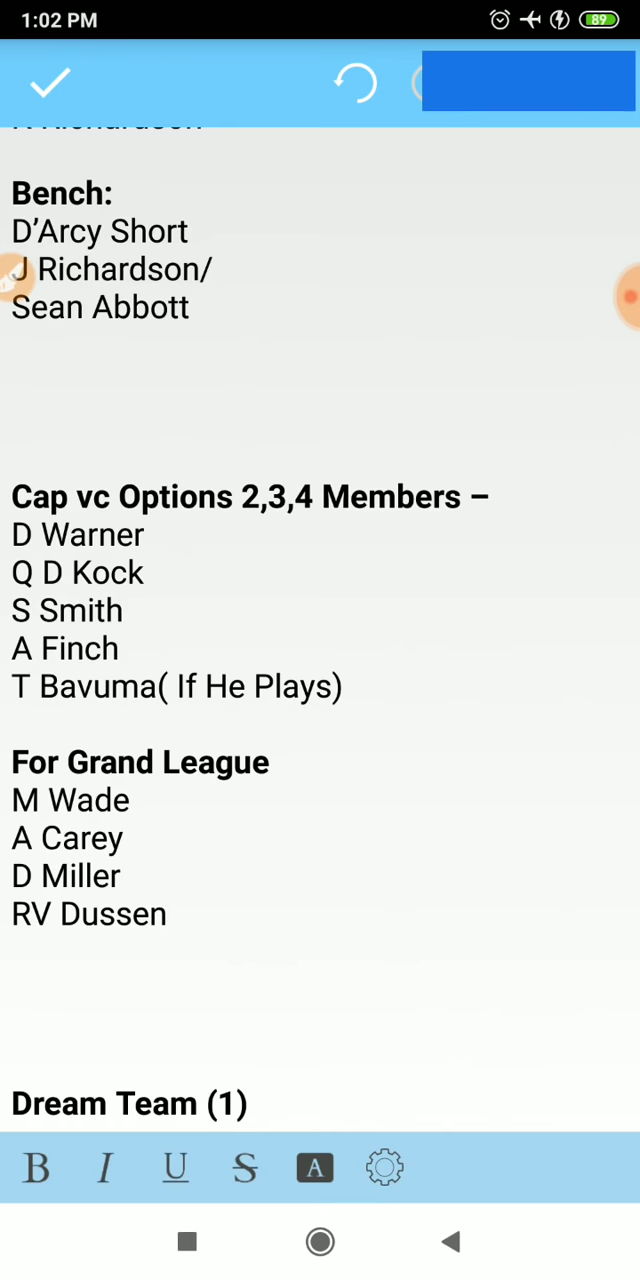 1:02 PM
89
Bench:
D’Arcy Short
J Richardson/
Sean Abbott
Cap vc Options 2,3,4 Members –
D Warner
Q D Kock
S Smith
A Finch
T Bavuma( If He Plays)
For Grand League
M Wade
A Carey
D Miller
RV Dussen
Dream Team (1)
B I U S A